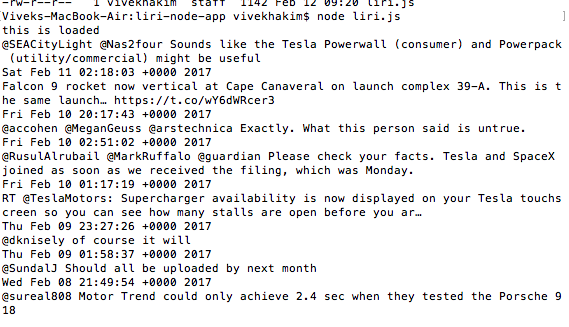 -rw-r--r-- 1 vivekhakim staff 1142 Feb 12 09:20 liri.js
[Viveks-MacBook-Air:liri-node-app vivekhakim$ node liri.js ]
this is loaded
@SEACityLight @Nas2four Sounds like the Tesla Powerwall (consumer) and Powerpack
(utility/commercial) might be useful
Sat Feb 11 02:18:03 +0000 2017
Falcon 9 rocket now vertical at Cape Canaveral on launch complex 39-A. This is t
he same launch… https://t.co/wY6dWRcer3
Fri Feb 10 20:17:43 +0000 2017
@accohen @MeganGeuss @arstechnica Exactly. What this person said is untrue.
Fri Feb 10 02:51:02 +0000 2017
@RusulAlrubail @MarkRuffalo @guardian Please check your facts. Tesla and SpaceX
joined as soon as we received the filing, which was Monday.
Fri Feb 10 01:17:19 +0000 2017
RT @TeslaMotors: Supercharger availability is now displayed on your Tesla touchs
creen so you can see how many stalls are open before you ar…
Thu Feb 09 23:27:26 +0000 2017
@dknisely of course it will
Thu Feb 09 01:58:37 +0000 2017
@SundalJ Should all be uploaded by next month
Wed Feb 08 21:49:54 +0000 2017
@sureal808 Motor Trend could only achieve 2.4 sec when they tested the Porsche 9
18